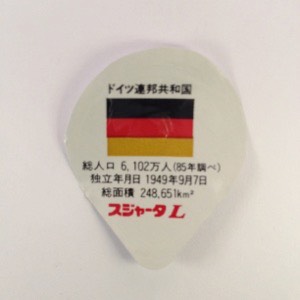 ドイツ連邦共和国
総人口 6,102万人(85年調べ)
独立年月日 1949年9月7日
総面積 248,651km²
スジャータ L